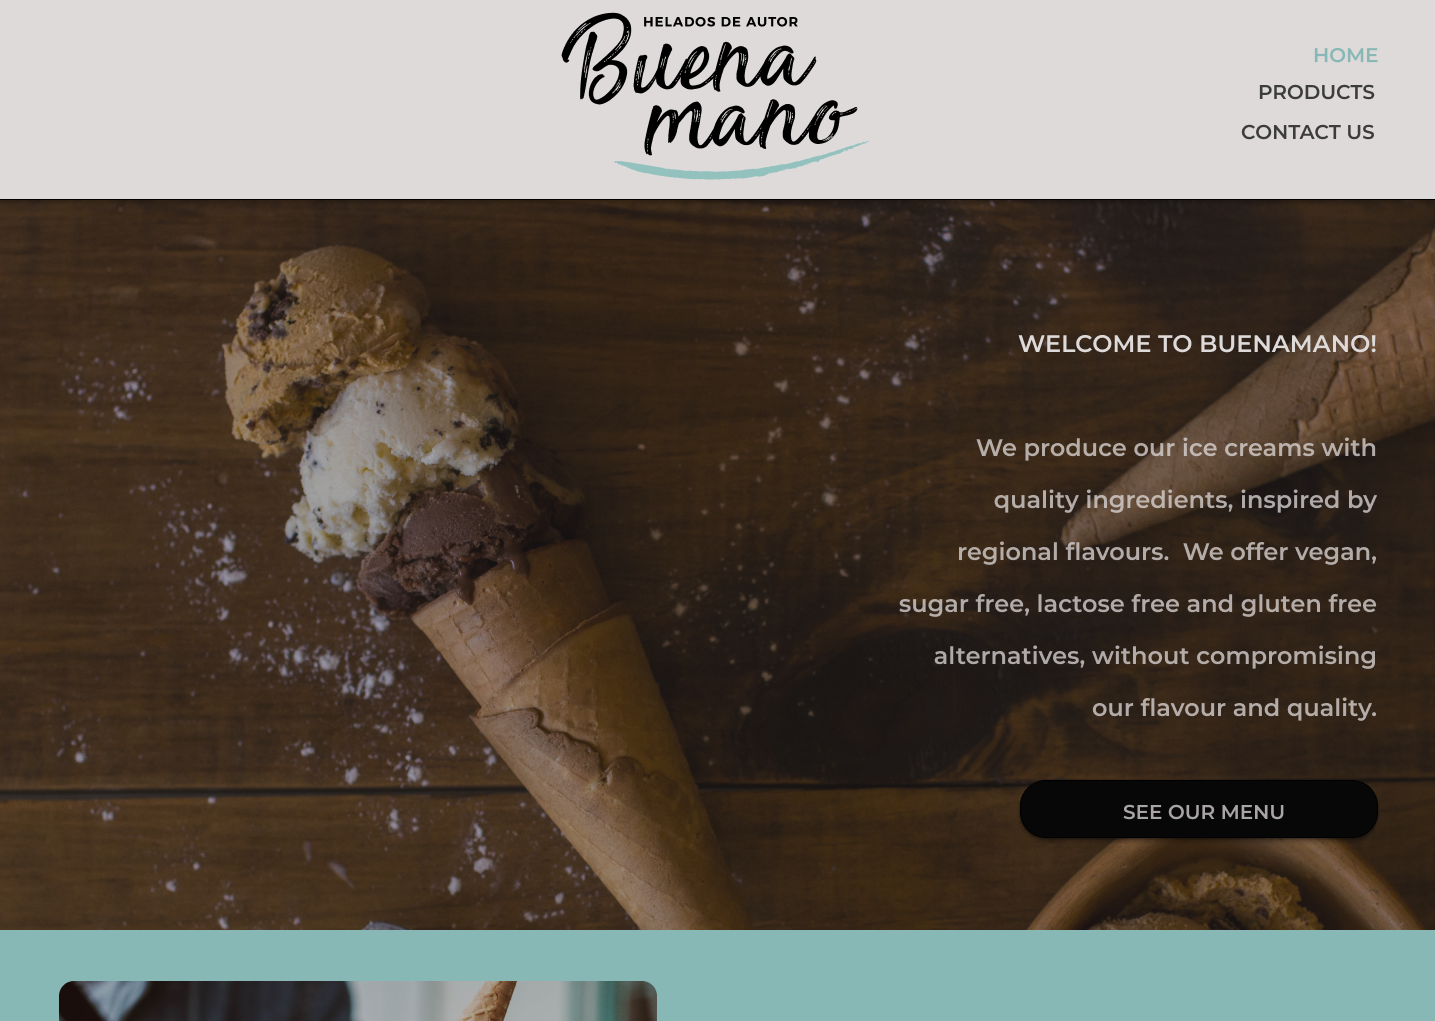 HELADOS DE AUTOR
Buena
mano
HOME
PRODUCTS
CONTACT US
WELCOME TO BUENAMANO!
We produce our ice creams with
quality ingredients, inspired by
regional flavours.  We offer vegan,
sugar free, lactose free and gluten free
alternatives, without compromising
our flavour and quality.
SEE OUR MENU